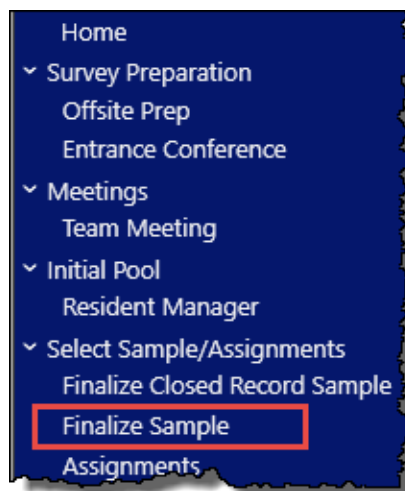 Home
Survey Preparation
Offsite Prep
Entrance Conference
Meetings
Team Meeting
Initial Pool
Resident Manager
Select Sample/Assignments
Finalize Closed Record Sample
Finalize Sample
Assignments